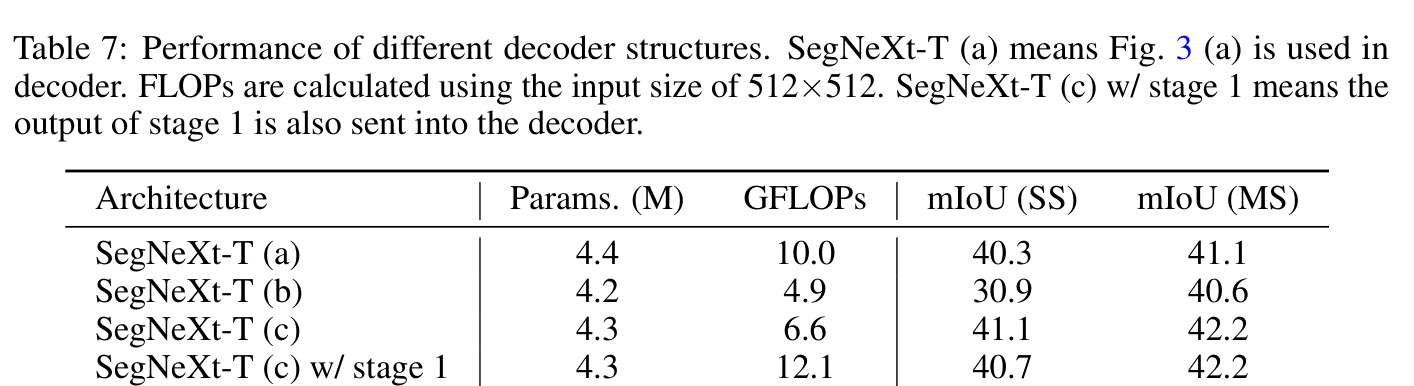 Table 7: Performance of different decoder structures. SegNeXt-T (a) means Fig. 3 (a) is used in
decoder. FLOPs are calculated using the input size of 512×512. SegNeXt-T (c) w/ stage 1 means the
output of stage 1 is also sent into the decoder.
Architecture Params. (M) GFLOPs mIoU (SS) mIoU (MS)
SegNeXt-T (a) 4.4 10.0 40.3 41.1
SegNeXt-T (b) 4.2 4.9 30.9 40.6
SegNeXt-T (c) 4.3 6.6 41.1 42.2
SegNeXt-T (c) w/ stage 1 4.3 12.1 40.7 42.2